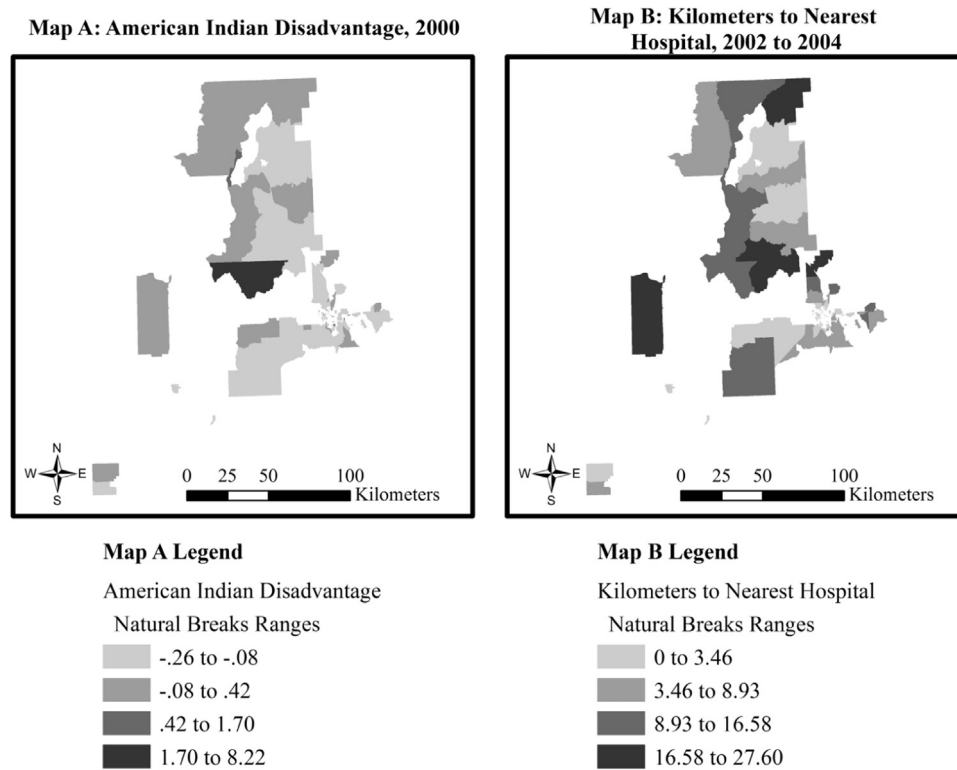 Map A: American Indian Disadvantage, 2000
Map B: Kilometers to Nearest
Hospital, 2002 to 2004
N
W E
S
0 25 50 100
Kilometers
N
W E
S
0 25 50 100
Kilometers
Map A Legend
American Indian Disadvantage
Natural Breaks Ranges
-.26 to -.08
-.08 to .42
.42 to 1.70
1.70 to 8.22
Map B Legend
Kilometers to Nearest Hospital
Natural Breaks Ranges
0 to 3.46
3.46 to 8.93
8.93 to 16.58
16.58 to 27.60